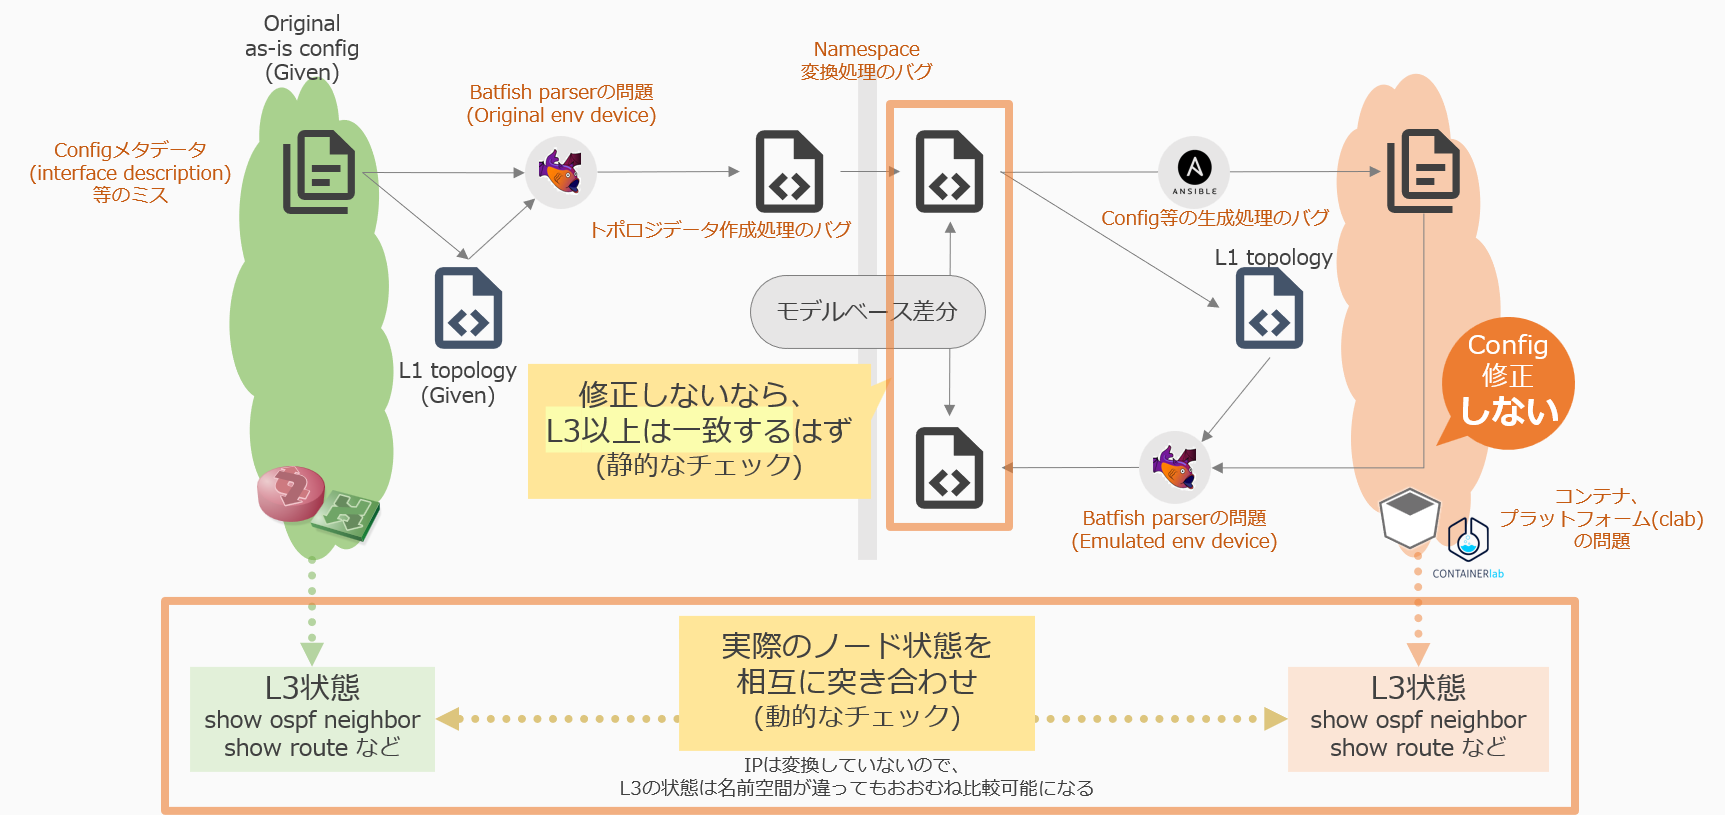 Original
as-is config
(Given)
Configメタデータ
(interface description)
等のミス
Batfish parserの問題
(Original env device)
トポロジデータ作成処理のバグ
Namespace
変換処理のバグ
ANSIBLE
Config等の生成処理のバグ
L1 topology
L1 topology
(Given)
モデルベース差分
修正しないなら、
L3以上は一致するはず
(静的なチェック)
Config
修正
しない
Batfish parserの問題
(Emulated env device)
コンテナ、
プラットフォーム(clab)
の問題
CONTAINERlab
L3状態
show ospf neighbor
show route など
実際のノード状態を
相互に突き合わせ
(動的なチェック)
L3状態
show ospf neighbor
show route など
IPは変換していないので、
L3の状態は名前空間が違ってもおおむね比較可能になる